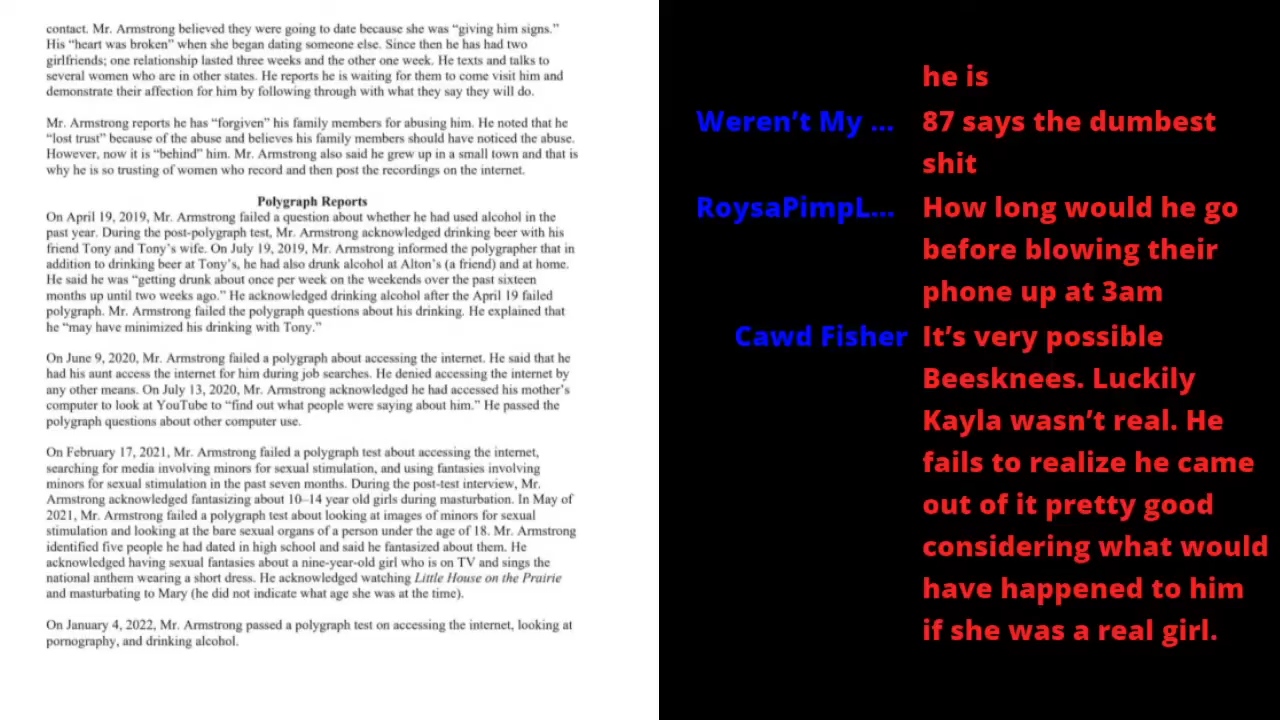 contact. Mr. Armstrong believed they were going to date because she was “giving him signs.”
His “heart was broken” when she began dating someone else. Since then he has had two
girlfriends; one relationship lasted three weeks and the other one week. He texts and talks to
several women who are in other states. He reports he is waiting for them to come visit him and
demonstrate their affection for him by following through with what they say they will do.
Mr. Armstrong reports he has “forgiven” his family members for abusing him. He noted that he
“lost trust” because of the abuse and believes his family members should have noticed the abuse.
However, now it is “behind” him. Mr. Armstrong also said he grew up in a small town and that is
why he is so trusting of women who record and then post the recordings on the internet.
Polygraph Reports
On April 19, 2019, Mr. Armstrong failed a question about whether he had used alcohol in the
past year. During the post-polygraph test, Mr. Armstrong acknowledged drinking beer with his
friend Tony and Tony’s wife. On July 19, 2019, Mr. Armstrong informed the polygrapher that in
addition to drinking beer at Tony’s, he had also drunk alcohol at Alton’s (a friend) and at home.
He said he was “getting drunk about once per week on the weekends over the past sixteen
months up until two weeks ago.” He acknowledged drinking alcohol after the April 19 failed
polygraph. Mr. Armstrong failed the polygraph questions about his drinking. He explained that
he “may have minimized his drinking with Tony.”
On June 9, 2020, Mr. Armstrong failed a polygraph about accessing the internet. He said that he
had his aunt access the internet for him during job searches. He denied accessing the internet by
any other means. On July 13, 2020, Mr. Armstrong acknowledged he had accessed his mother’s
computer to look at YouTube to “find out what people were saying about him.” He passed the
polygraph questions about other computer use.
On February 17, 2021, Mr. Armstrong failed a polygraph test about accessing the internet,
searching for media involving minors for sexual stimulation, and using fantasies involving
minors for sexual stimulation in the past seven months. During the post-test interview, Mr.
Armstrong acknowledged fantasizing about 10–14 year old girls during masturbation. In May of
2021, Mr. Armstrong failed a polygraph test about looking at images of minors for sexual
stimulation and looking at the bare sexual organs of a person under the age of 18. Mr. Armstrong
identified five people he had dated in high school and said he fantasized about them. He
acknowledged having sexual fantasies about a nine-year-old girl who is on TV and sings the
national anthem wearing a short dress. He acknowledged watching Little House on the Prairie
and masturbating to Mary (he did not indicate what age she was at the time).
On January 4, 2022, Mr. Armstrong passed a polygraph test on accessing the internet, looking at
pornography, and drinking alcohol.
he is
Weren’t My ... 87 says the dumbest
shit
RoysaPimpL... How long would he go
before blowing their
phone up at 3am
Cawd Fisher It’s very possible
Beesknees. Luckily
Kayla wasn’t real. He
fails to realize he came
out of it pretty good
considering what would
have happened to him
if she was a real girl.